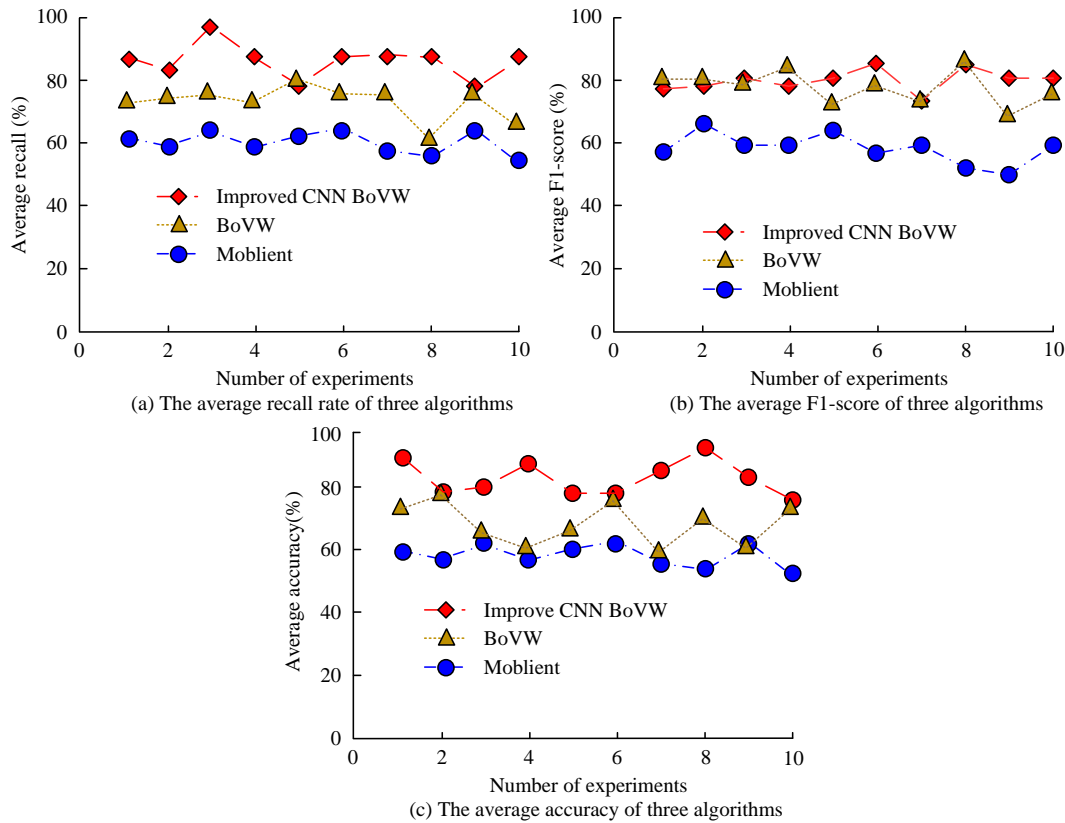 100
80
60
40
20
0
Average recall (%)
Improved CNN BoVW
BoVW
Moblient
0
2
4
6
8
10
Number of experiments
(a) The average recall rate of three algorithms
100
80
60
40
20
0
Average F1-score (%)
Improved CNN BoVW
BoVW
Moblient
0
2
4
6
8
10
Number of experiments
(b) The average F1-score of three algorithms
100
80
60
40
20
0
Average accuracy(%)
Improve CNN BoVW
BoVW
Moblient
0
2
4
6
8
10
Number of experiments
(c) The average accuracy of three algorithms